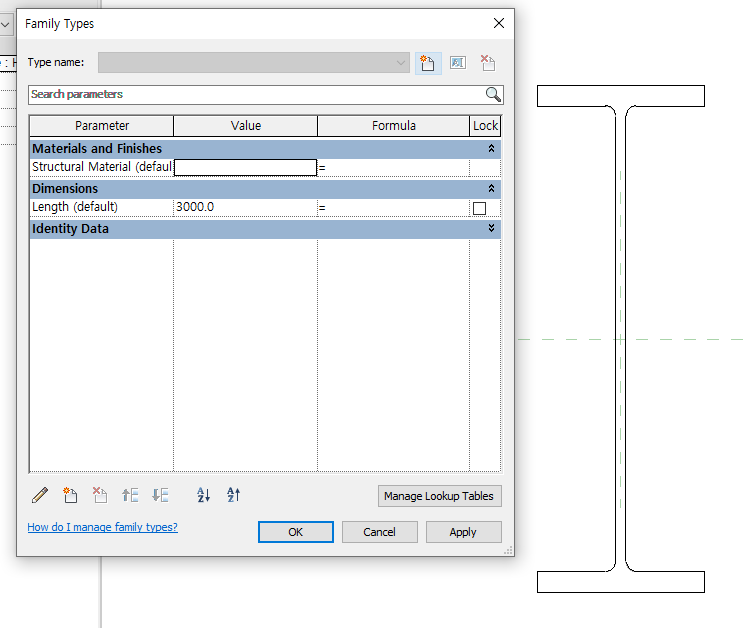 Family Types
: H
Type name:
Search parameters
Parameter Value Formula Lock
Materials and Finishes
Structural Material (defaul =
Dimensions
Length (default) 3000.0 =
Identity Data
Manage Lookup Tables
How do I manage family types?
OK Cancel Apply